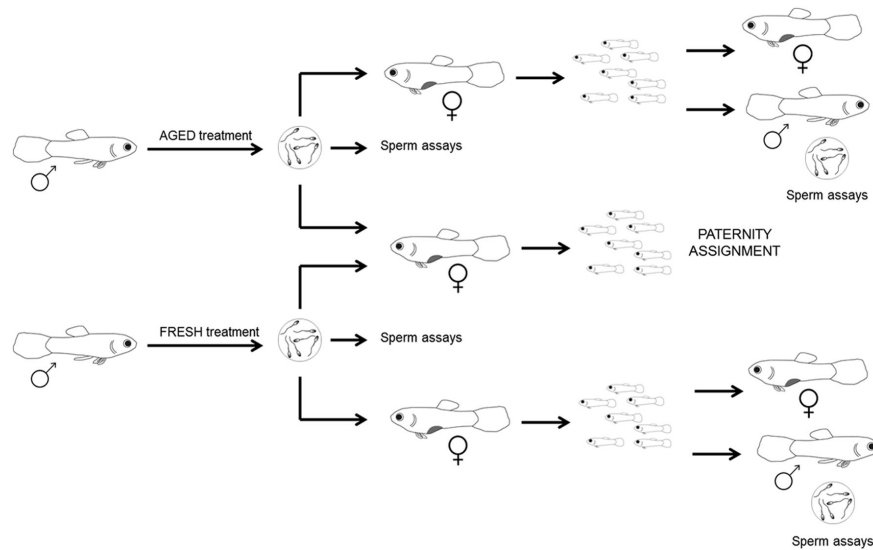 AGED treatment
Sperm assays
Sperm assays
PATERNITY
ASSIGNMENT
FRESH treatment
Sperm assays
Sperm assays